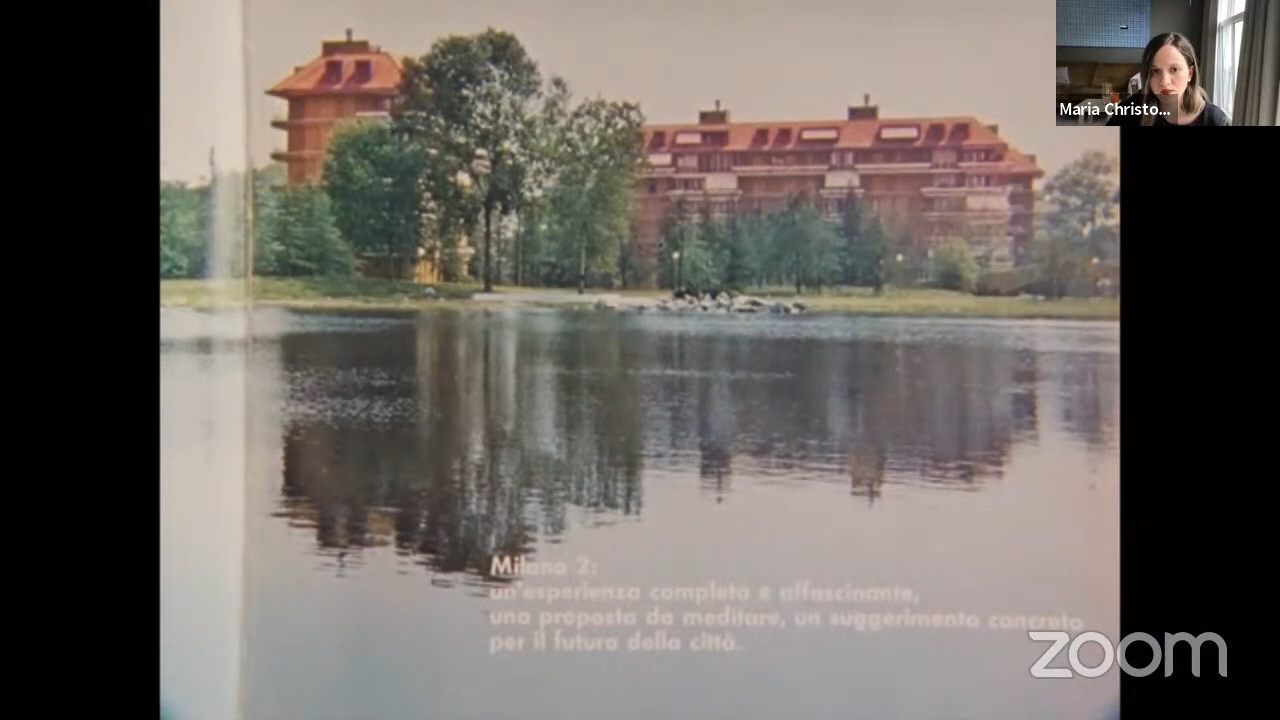 Maria Christo...
Milano 2:
un'esperienza completa e affascinante,
una proposta da meditare, un suggerimento concreto
per il futuro della città.
zoom